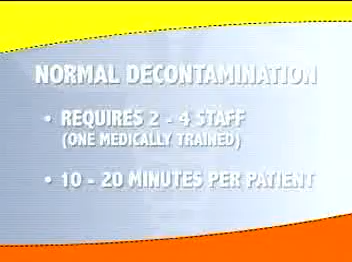 NORMAL DECONTAMINATION
• REQUIRES 2 - 4 STAFF
(ONE MEDICALLY TRAINED)
• 10 - 20 MINUTES PER PATIENT